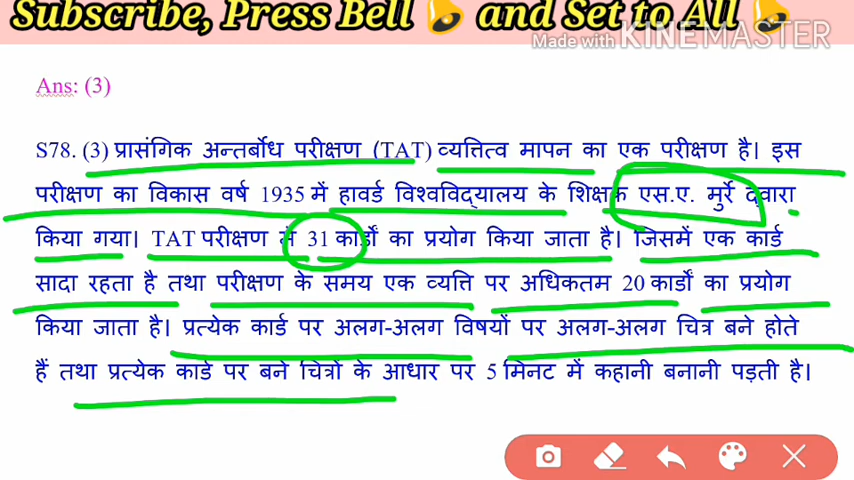 Subscribe, Press Bell 🔔 and Set to All 🔔
Made with KINEMASTER
Ans: (3)
S78. (3) प्रासंगिक अन्तर्बोध परीक्षण (TAT) व्यत्तित्व मापन का एक परीक्षण है। इस
परीक्षण का विकास वर्ष 1935 में हावर्ड विश्वविद्यालय के शिक्षक एस.ए. मुर्रे द्वारा
किया गया। TAT परीक्षण में 31 कार्डों का प्रयोग किया जाता है। जिसमें एक कार्ड
सादा रहता है तथा परीक्षण के समय एक व्यत्ति पर अधिकतम 20 कार्डों का प्रयोग
किया जाता है। प्रत्येक कार्ड पर अलग-अलग विषयों पर अलग-अलग चित्र बने होते
हैं तथा प्रत्येक कार्ड पर बने चित्रों के आधार पर 5 मिनट में कहानी बनानी पड़ती है।